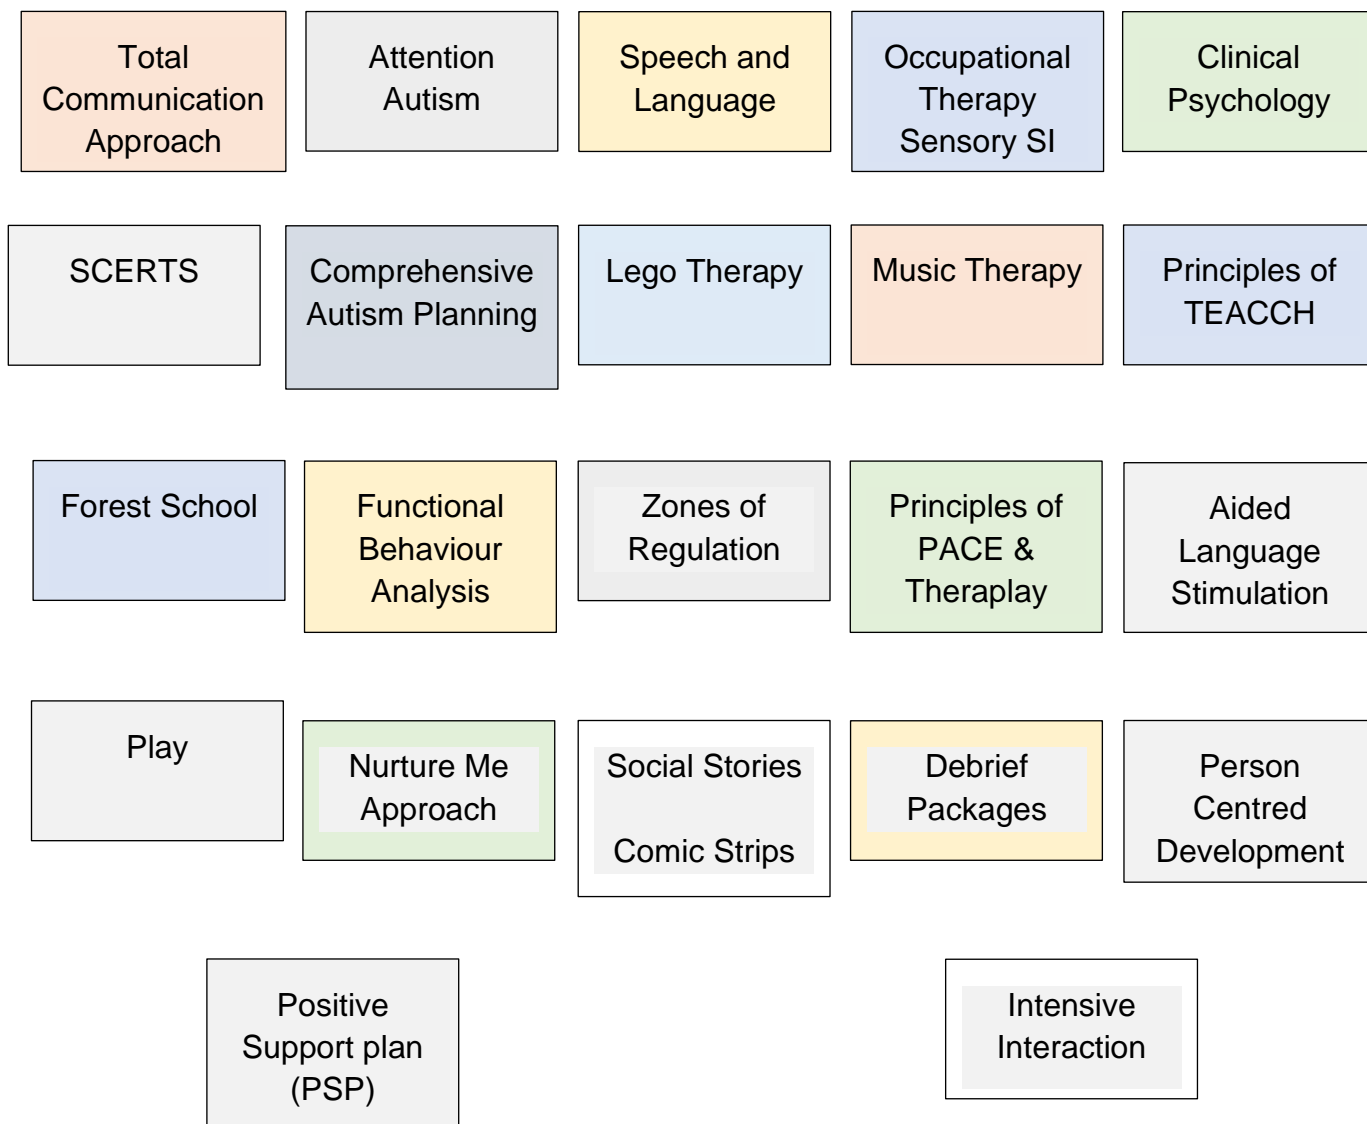 Total
Communication
Approach
Attention
Autism
Speech and
Language
Occupational
Therapy
Sensory SI
Clinical
Psychology
SCERTS
Comprehensive
Autism Planning
Lego Therapy
Music Therapy
Principles of
TEACCH
Forest School
Functional
Behaviour
Analysis
Zones of
Regulation
Principles of
PACE &
Theraplay
Aided
Language
Stimulation
Play
Nurture Me
Approach
Social Stories
Comic Strips
Debrief
Packages
Person
Centred
Development
Positive
Support plan
(PSP)
Intensive
Interaction